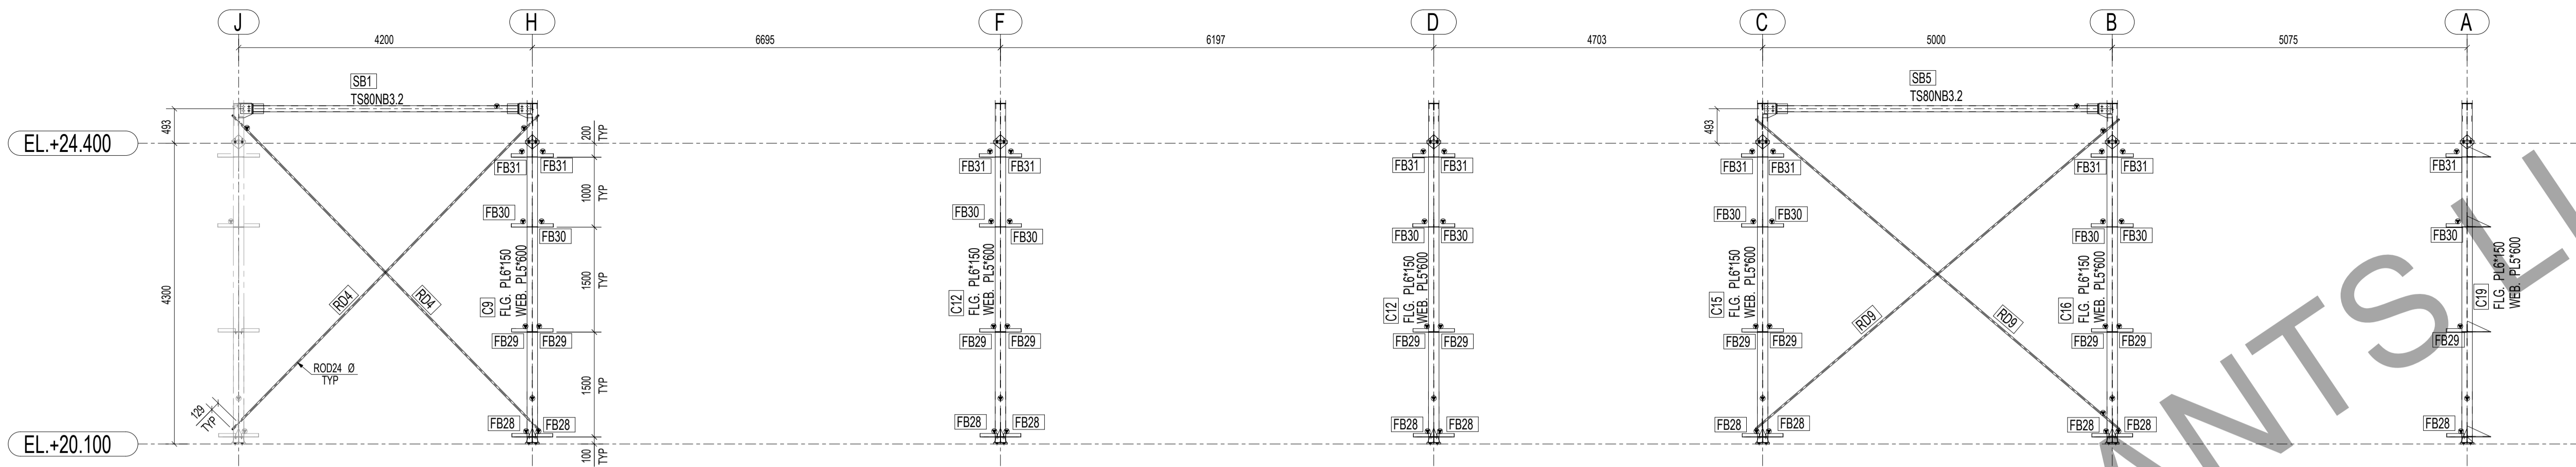 J H F D C B A
4200 6695 6197 4703 5000 5075
SB1 SB5
TS80NB3.2 TS80NB3.2
493 200 TYP 493
EL.+24.400
FB31 FB31 FB31 FB31 FB31 FB31 FB31 FB31 FB31 FB31 FB31
1000 TYP
FB30 FB30 FB30 FB30 FB30 FB30 FB30 FB30 FB30 FB30 FB30
4300
RD4 RD4
1500 TYP
C9
FLG. PL6*150
WEB. PL5*600
C12
FLG. PL6*150
WEB. PL5*600
C12
FLG. PL6*150
WEB. PL5*600
C15
FLG. PL6*150
WEB. PL5*600
RD9 RD9
C16
FLG. PL6*150
WEB. PL5*600
C19
FLG. PL6*150
WEB. PL5*600
FB29 FB29 FB29 FB29 FB29 FB29 FB29 FB29 FB29 FB29 FB29
ROD24 Ø
TYP
1500 TYP
129
TYP
FB28 FB28 FB28 FB28 FB28 FB28 FB28 FB28 FB28 FB28 FB28
EL.+20.100
100 TYP
ANTS